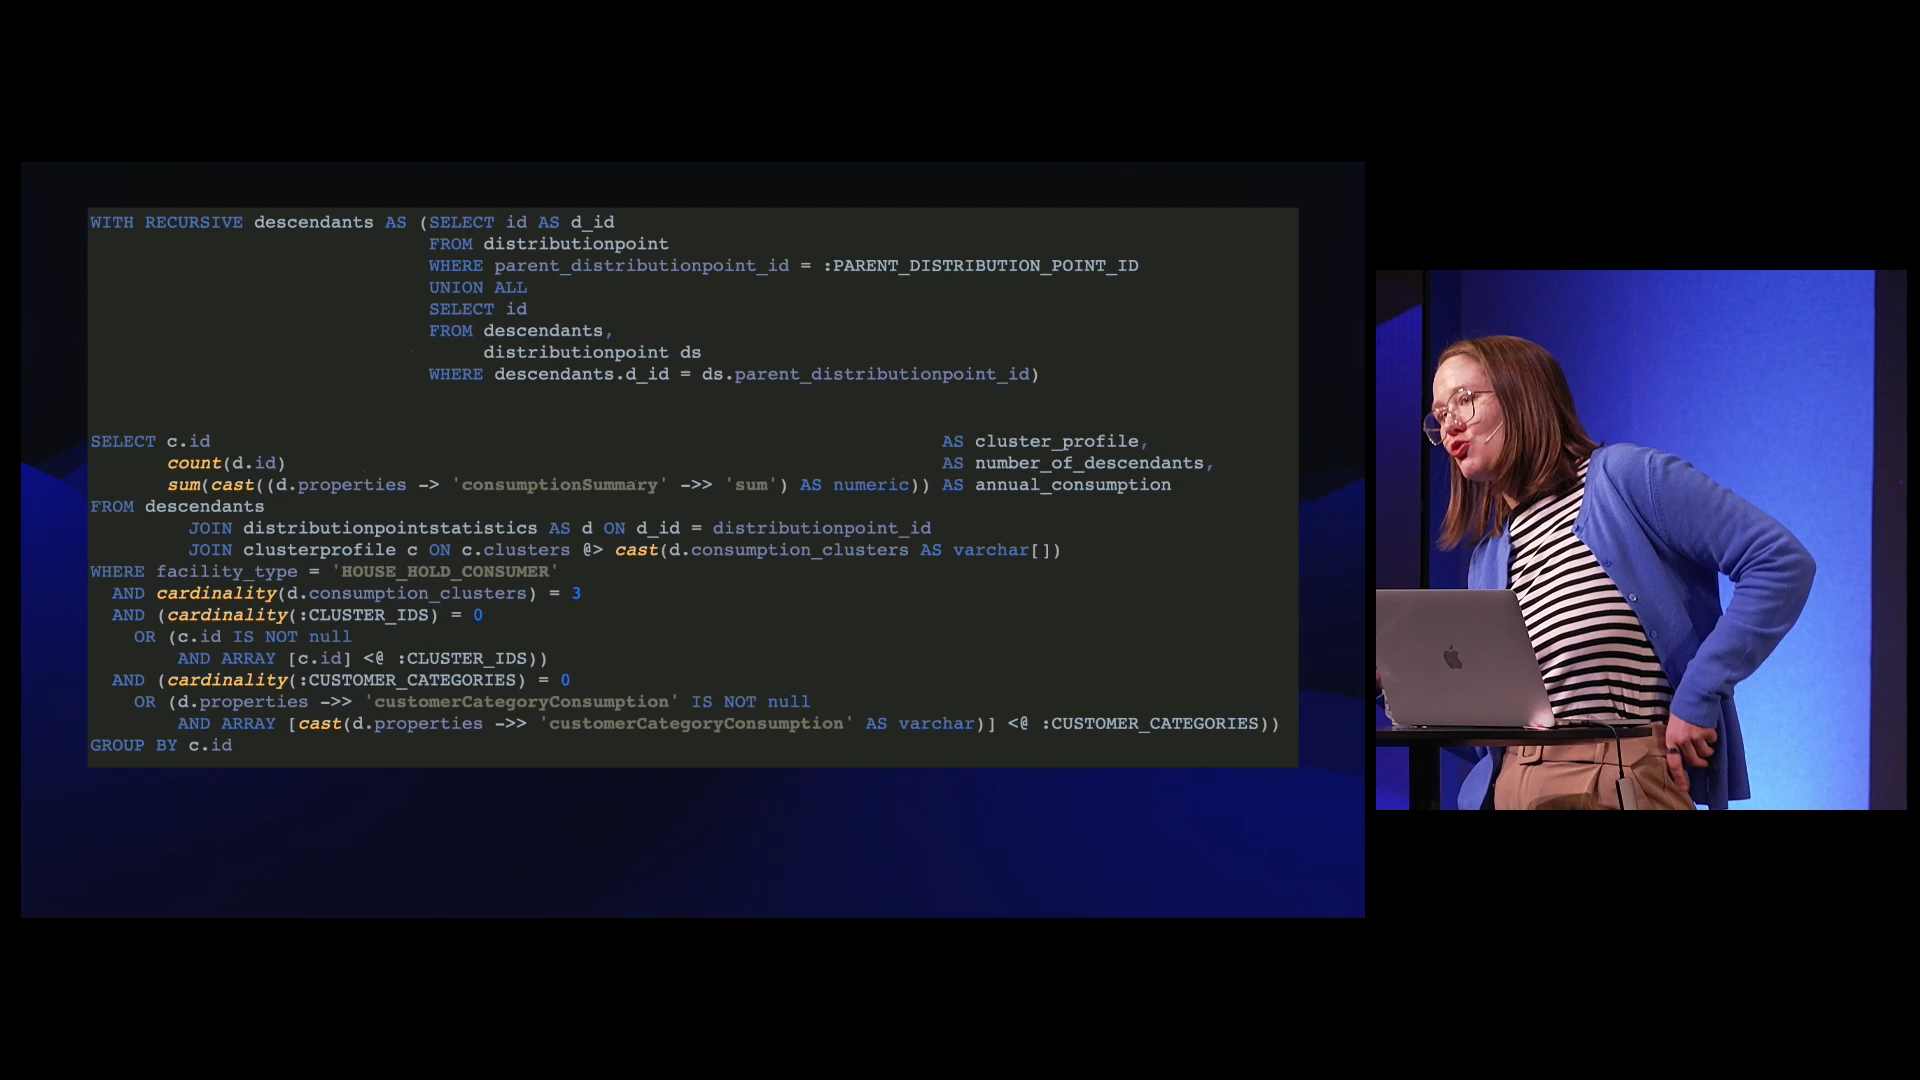 WITH RECURSIVE descendants AS (SELECT id AS d_id
FROM distributionpoint
WHERE parent_distributionpoint_id = :PARENT_DISTRIBUTION_POINT_ID
UNION ALL
SELECT id
FROM descendants,
distributionpoint ds
WHERE descendants.d_id = ds.parent_distributionpoint_id)
SELECT c.id AS cluster_profile,
count(d.id) AS number_of_descendants,
sum(cast((d.properties -> 'consumptionSummary' ->> 'sum') AS numeric)) AS annual_consumption
FROM descendants
JOIN distributionpointstatistics AS d ON d_id = distributionpoint_id
JOIN clusterprofile c ON c.clusters @> cast(d.consumption_clusters AS varchar[])
WHERE facility_type = 'HOUSE_HOLD_CONSUMER'
AND cardinality(d.consumption_clusters) = 3
AND (cardinality(:CLUSTER_IDS) = 0
OR (c.id IS NOT null
AND ARRAY [c.id] <@ :CLUSTER_IDS))
AND (cardinality(:CUSTOMER_CATEGORIES) = 0
OR (d.properties ->> 'customerCategoryConsumption' IS NOT null
AND ARRAY [cast(d.properties ->> 'customerCategoryConsumption' AS varchar)] <@ :CUSTOMER_CATEGORIES))
GROUP BY c.id